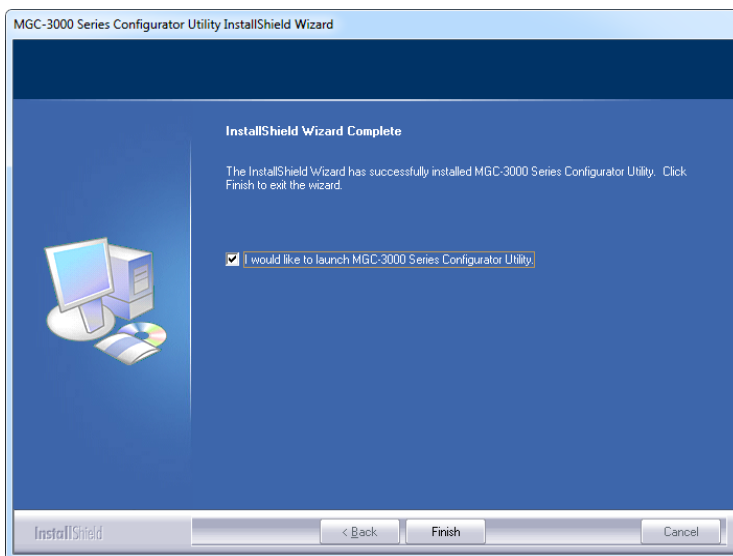 MGC-3000 Series Configurator Utility InstallShield Wizard
InstallShield Wizard Complete
The InstallShield Wizard has successfully installed MGC-3000 Series Configurator Utility. Click
Finish to exit the wizard.
I would like to launch MGC-3000 Series Configurator Utility.
InstallShield
< Back
Finish
Cancel